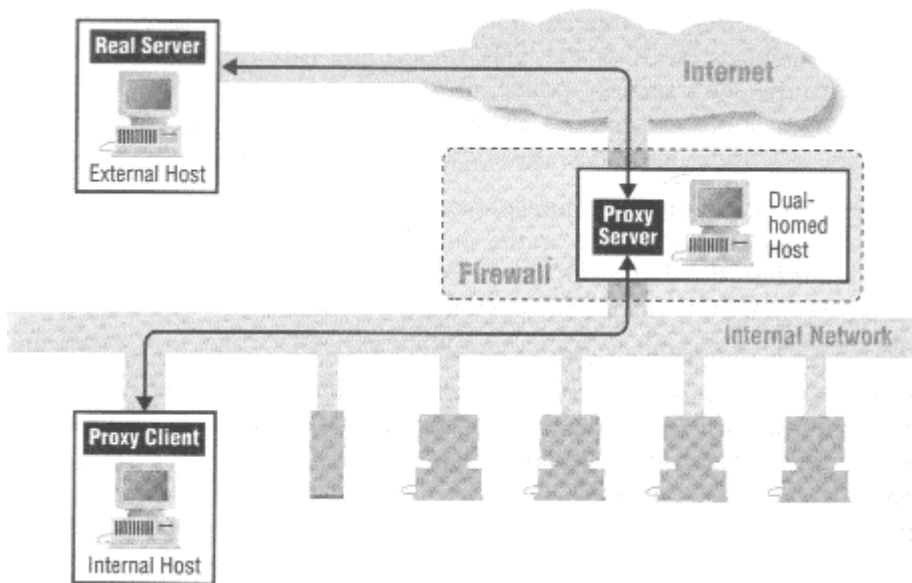 Real Server
External Host
Internet
Proxy
Server
Dual-
homed
Host
Firewall
Internal Network
Proxy Client
Internal Host